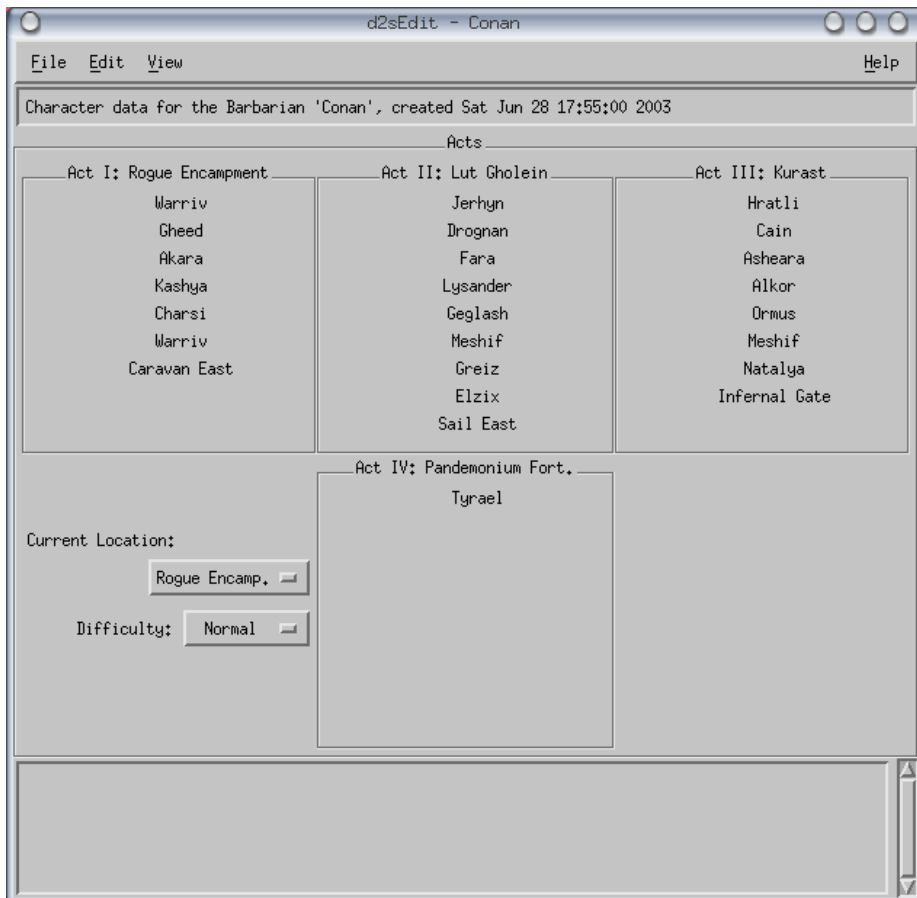 d2sEdit - Conan
File Edit View Help
Character data for the Barbarian 'Conan', created Sat Jun 28 17:55:00 2003
Acts
Act I: Rogue Encampment
Warriv
Gheed
Akara
Kashya
Charsi
Warriv
Caravan East
Act II: Lut Gholein
Jerhyn
Drognan
Fara
Lysander
Geglash
Meshif
Greiz
Elzix
Sail East
Act III: Kurast
Hratli
Cain
Asheara
Alkor
Ormus
Meshif
Natalya
Infernal Gate
Act IV: Pandemonium Fort.
Tyrael
Current Location:
Rogue Encamp.
Difficulty: Normal